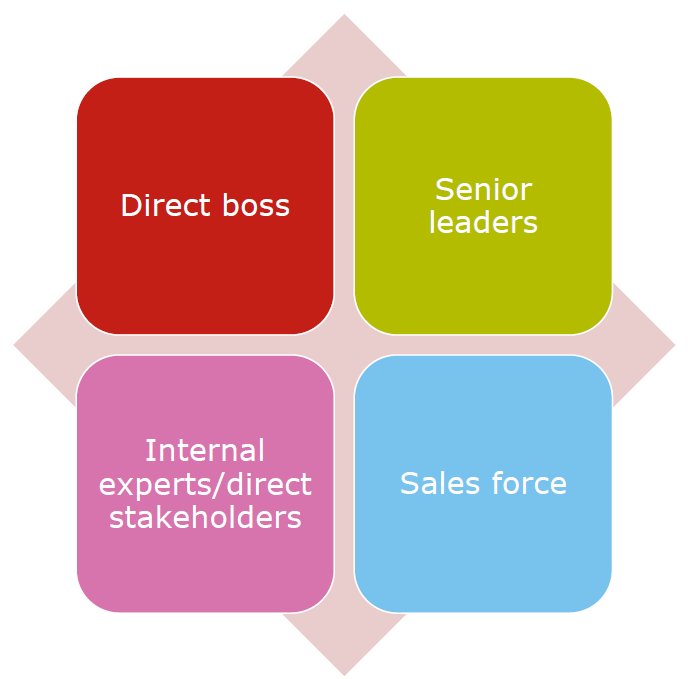 Direct boss
Senior
leaders
Internal
experts/direct
stakeholders
Sales force